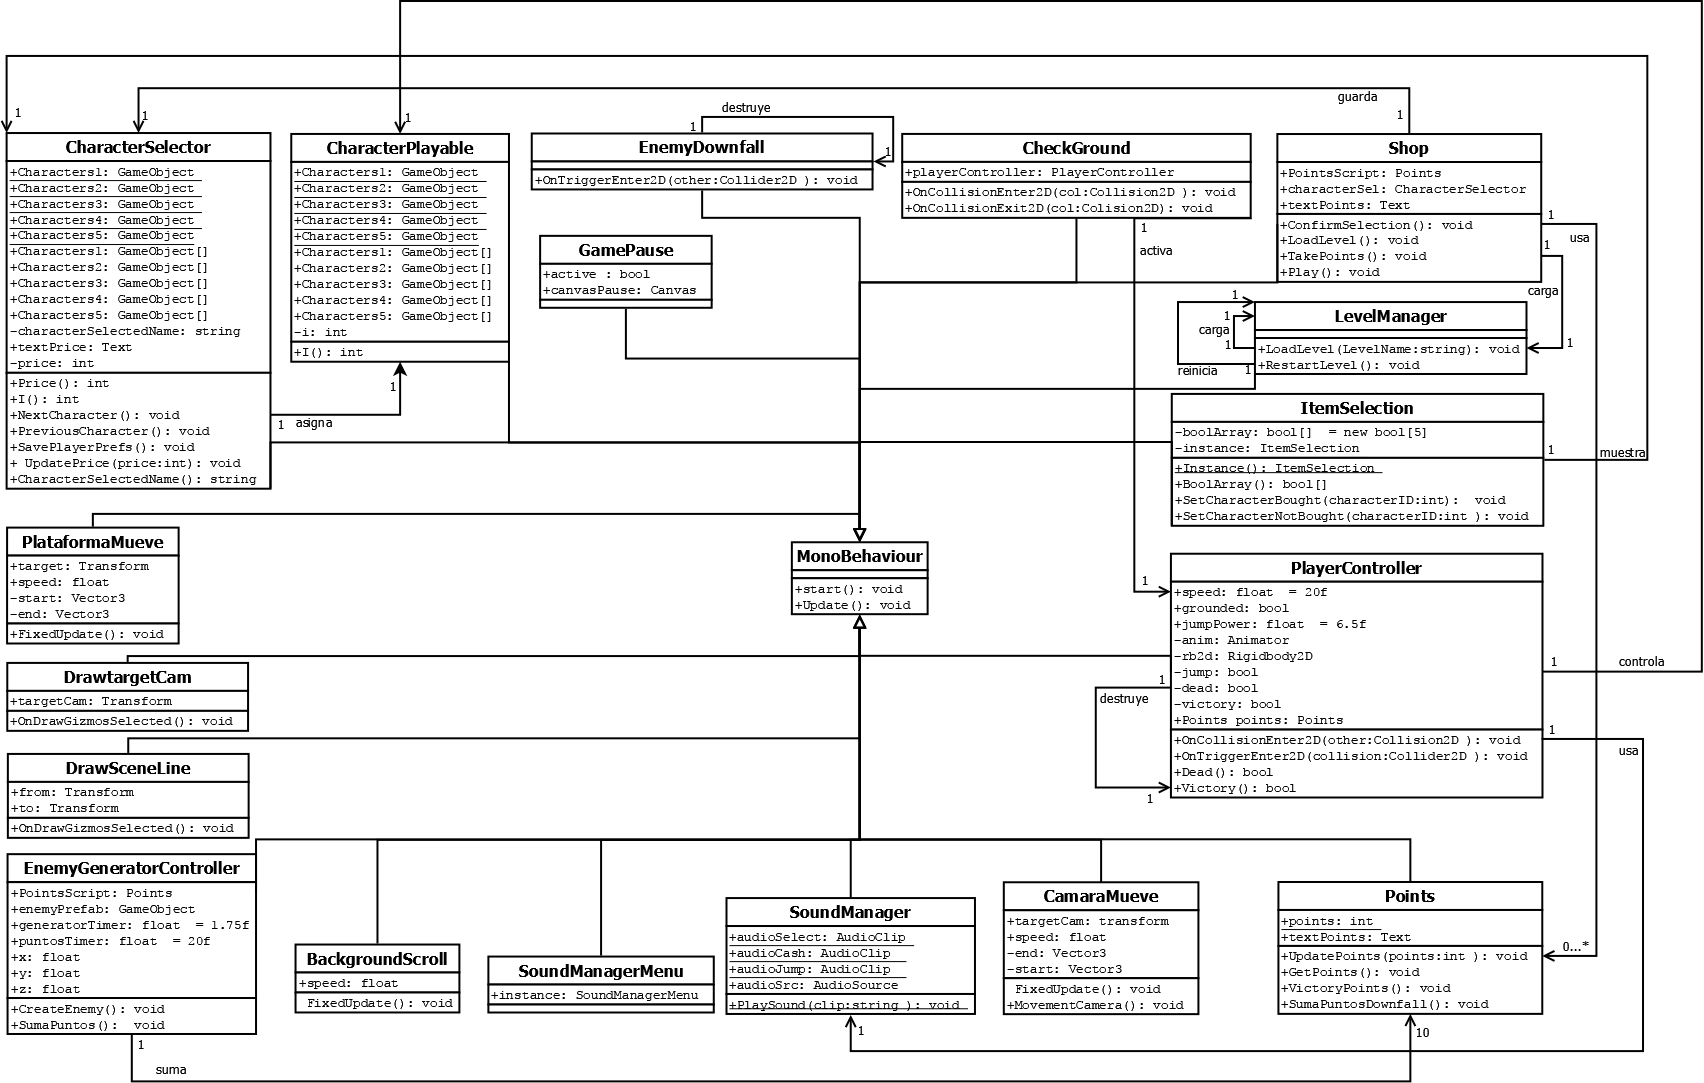 1
1
1
destruye
1
1
guarda
1
CharacterSelector
+Characters1: GameObject
+Characters2: GameObject
+Characters3: GameObject
+Characters4: GameObject
+Characters5: GameObject
+Characters1: GameObject[]
+Characters2: GameObject[]
+Characters3: GameObject[]
+Characters4: GameObject[]
+Characters5: GameObject[]
-characterSelectedName: string
+textPrice: Text
-price: int
+Price(): int
+I(): int
+NextCharacter(): void
+PreviousCharacter(): void
+SavePlayerPrefs(): void
+ UpdatePrice(price:int): void
+CharacterSelectedName(): string
1 asigna
1
CharacterPlayable
+Characters1: GameObject
+Characters2: GameObject
+Characters3: GameObject
+Characters4: GameObject
+Characters5: GameObject
+Characters1: GameObject[]
+Characters2: GameObject[]
+Characters3: GameObject[]
+Characters4: GameObject[]
+Characters5: GameObject[]
-i: int
+I(): int
EnemyDownfall
+OnTriggerEnter2D(other:Collider2D ): void
GamePause
+active : bool
+canvasPause: Canvas
CheckGround
+playerController: PlayerController
+OnCollisionEnter2D(col:Collision2D ): void
+OnCollisionExit2D(col:Colision2D): void
1
activa
1
Shop
+PointsScript: Points
+characterSel: CharacterSelector
+textPoints: Text
+ConfirmSelection(): void
+LoadLevel(): void
+TakePoints(): void
+Play(): void
1
usa
1
carga
1
1
1
carga
1
reinicia
1
LevelManager
+LoadLevel(LevelName:string): void
+RestartLevel(): void
ItemSelection
-boolArray: bool[]  = new bool[5]
-instance: ItemSelection
+Instance(): ItemSelection
+BoolArray(): bool[]
+SetCharacterBought(characterID:int):  void
+SetCharacterNotBought(characterID:int ): void
1
muestra
PlataformaMueve
+target: Transform
+speed: float
-start: Vector3
-end: Vector3
+FixedUpdate(): void
MonoBehaviour
+start(): void
+Update(): void
PlayerController
+speed: float  = 20f
+grounded: bool
+jumpPower: float  = 6.5f
-anim: Animator
-rb2d: Rigidbody2D
-jump: bool
-dead: bool
-victory: bool
+Points points: Points
+OnCollisionEnter2D(other:Collision2D ): void
+OnTriggerEnter2D(collision:Collider2D ): void
+Dead(): bool
+Victory(): bool
1
controla
1
destruye
1
1
usa
DrawtargetCam
+targetCam: Transform
+OnDrawGizmosSelected(): void
DrawSceneLine
+from: Transform
+to: Transform
+OnDrawGizmosSelected(): void
EnemyGeneratorController
+PointsScript: Points
+enemyPrefab: GameObject
+generatorTimer: float  = 1.75f
+puntosTimer: float  = 20f
+x: float
+y: float
+z: float
+CreateEnemy(): void
+SumaPuntos():  void
1
suma
BackgroundScroll
+speed: float
FixedUpdate(): void
SoundManagerMenu
+instance: SoundManagerMenu
SoundManager
+audioSelect: AudioClip
+audioCash: AudioClip
+audioJump: AudioClip
+audioSrc: AudioSource
+PlaySound(clip:string ): void
1
CamaraMueve
+targetCam: transform
+speed: float
-end: Vector3
-start: Vector3
FixedUpdate(): void
+MovementCamera(): void
Points
+points: int
+textPoints: Text
+UpdatePoints(points:int ): void
+GetPoints(): void
+VictoryPoints(): void
+SumaPuntosDownfall(): void
0...*
10